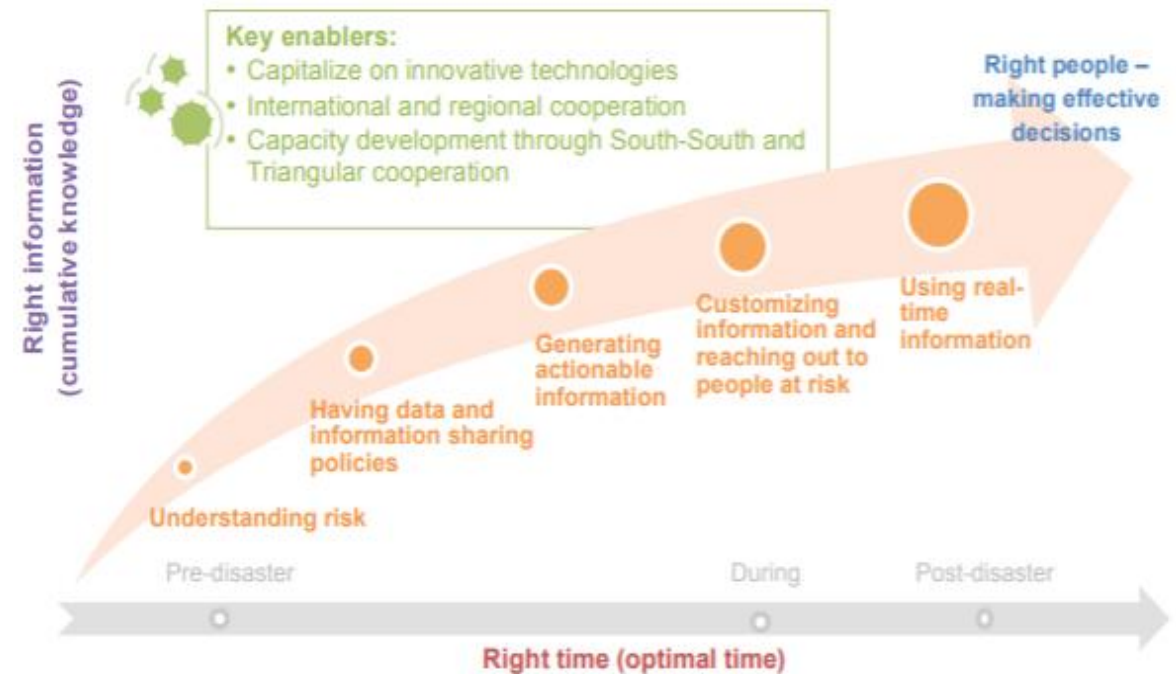 Key enablers:
• Capitalize on innovative technologies
• International and regional cooperation
• Capacity development through South-South and
Triangular cooperation
Right people –
making effective
decisions
Right information
(cumulative knowledge)
Understanding risk
Having data and
information sharing
policies
Generating
actionable
information
Customizing
information and
reaching out to
people at risk
Using real-
time
information
Pre-disaster
During
Post-disaster
Right time (optimal time)